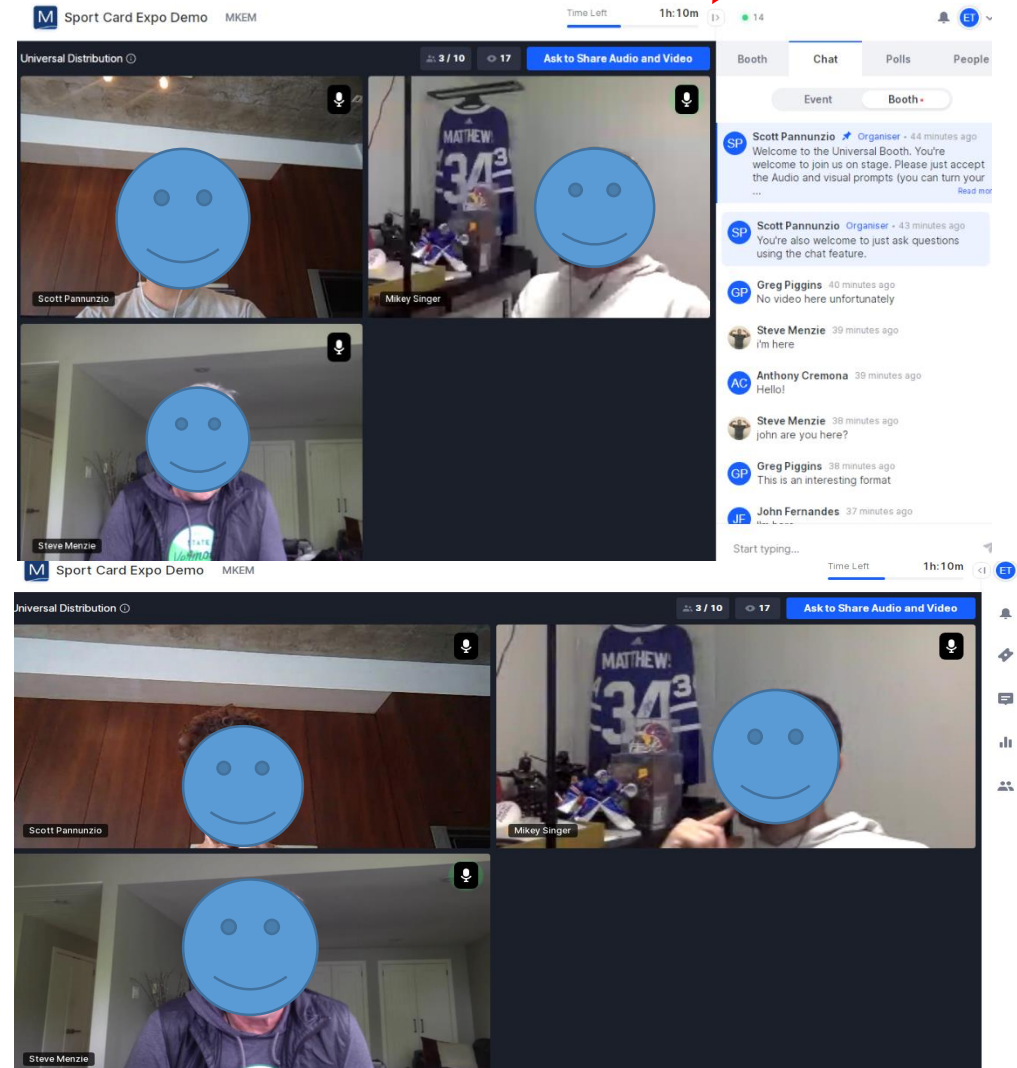 M Sport Card Expo Demo MKEM Time Left 1h:10m 14 ET
Universal Distribution 3 / 10 17 Ask to Share Audio and Video
Booth Chat Polls People
Event Booth
MATTHEW
34 3
Scott Pannunzio
Mikey Singer
Steve Menzie
STATE
SP Scott Pannunzio Organiser • 44 minutes ago
Welcome to the Universal Booth. You're
welcome to join us on stage. Please just accept
the Audio and visual prompts (you can turn your
...
Read mor
SP Scott Pannunzio Organiser • 43 minutes ago
You're also welcome to just ask questions
using the chat feature.
GP Greg Piggins 40 minutes ago
No video here unfortunately
Steve Menzie 39 minutes ago
i'm here
AC Anthony Cremona 39 minutes ago
Hello!
Steve Menzie 38 minutes ago
john are you here?
GP Greg Piggins 38 minutes ago
This is an interesting format
JF John Fernandes 37 minutes ago
Start typing...
M Sport Card Expo Demo MKEM Time Left 1h:10m ET
Universal Distribution 3 / 10 17 Ask to Share Audio and Video
MATTHEW
34 3
Scott Pannunzio
Mikey Singer
Steve Menzie